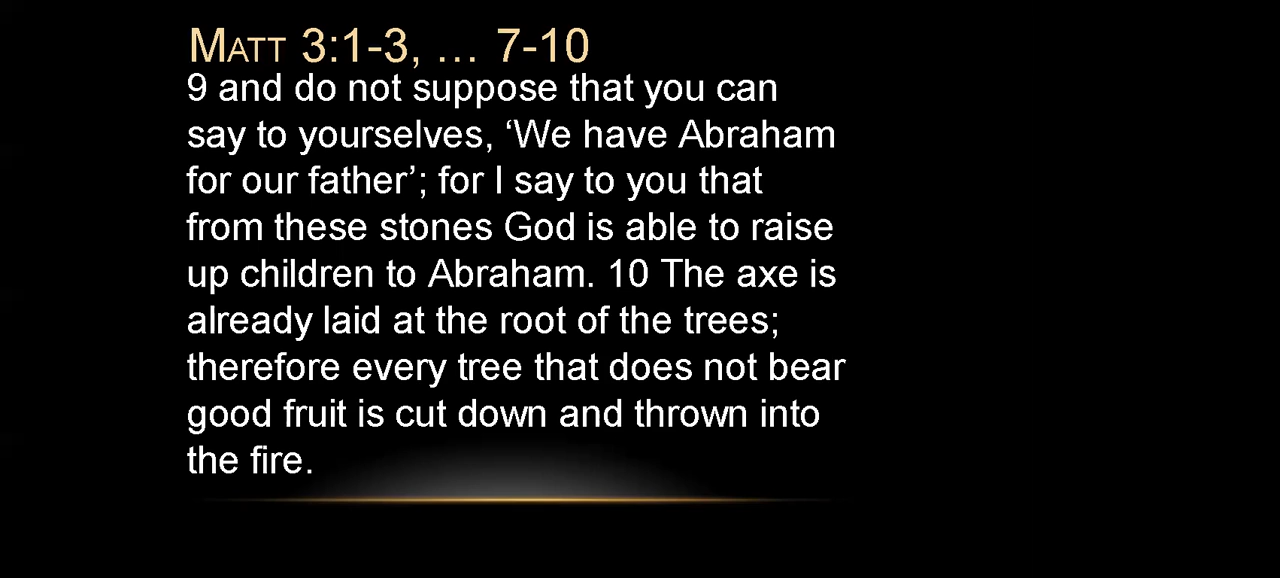 MATT 3:1-3, … 7-10
9 and do not suppose that you can
say to yourselves, ‘We have Abraham
for our father’; for I say to you that
from these stones God is able to raise
up children to Abraham. 10 The axe is
already laid at the root of the trees;
therefore every tree that does not bear
good fruit is cut down and thrown into
the fire.